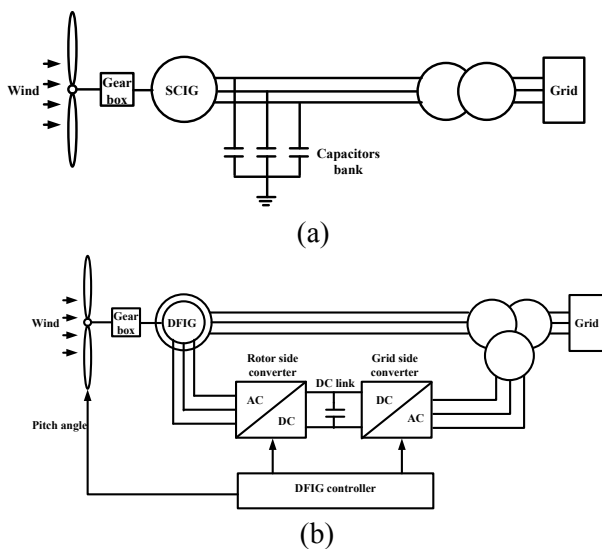 Wind
Gear
box
SCIG
Grid
Capacitors
bank
(a)
Wind
Gear
box
DFIG
Grid
Rotor side
converter
DC link
Grid side
converter
AC
DC
DC
AC
Pitch angle
DFIG controller
(b)